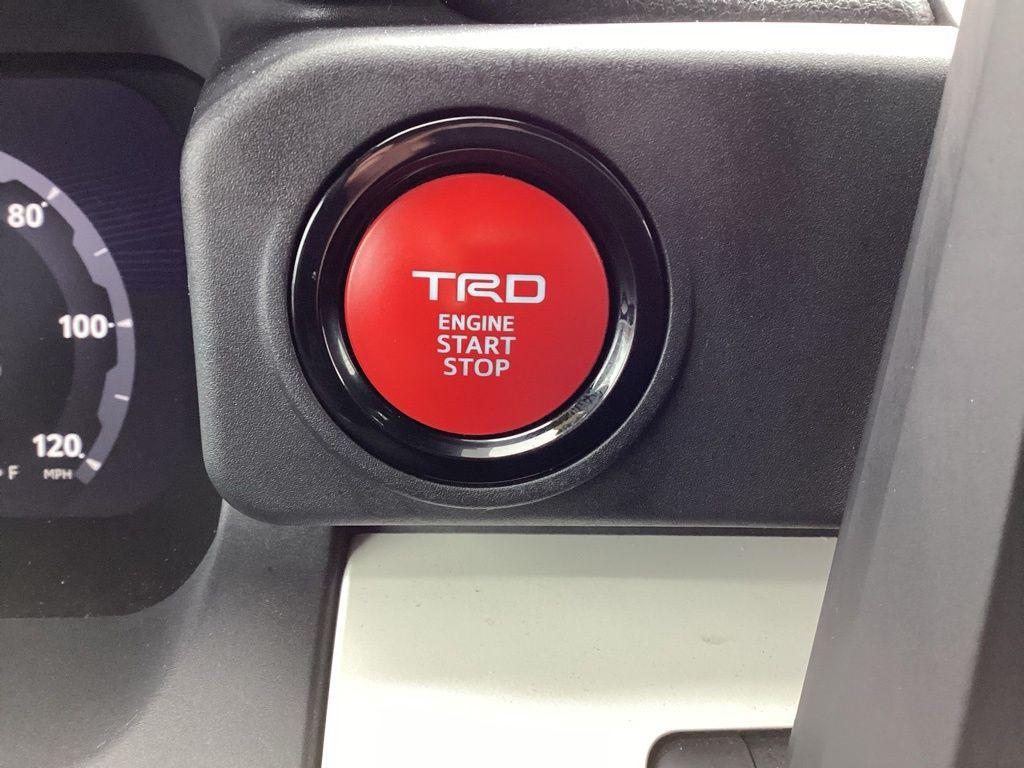 80
100
120
F
MPH
TRD
ENGINE
START
STOP